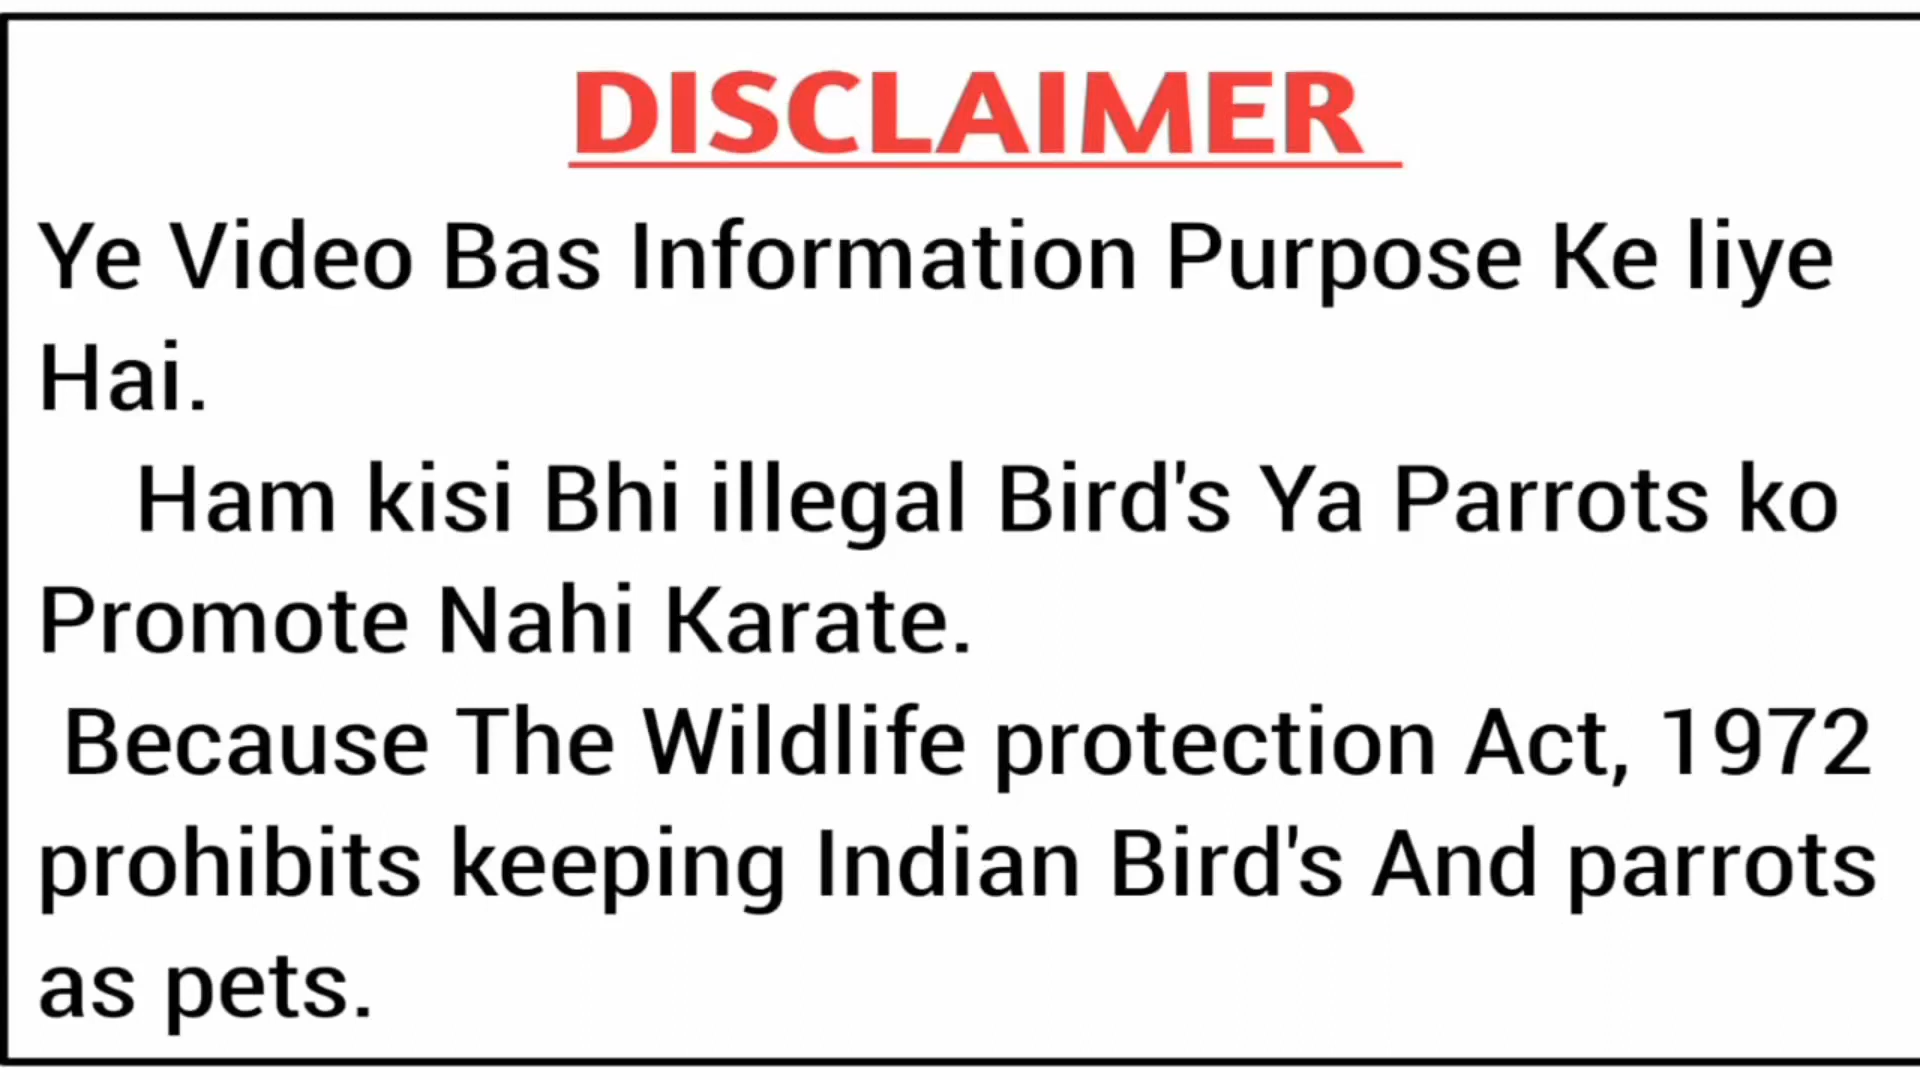 DISCLAIMER
Ye Video Bas Information Purpose Ke liye
Hai.
Ham kisi Bhi illegal Bird's Ya Parrots ko
Promote Nahi Karate.
Because The Wildlife protection Act, 1972
prohibits keeping Indian Bird's And parrots
as pets.